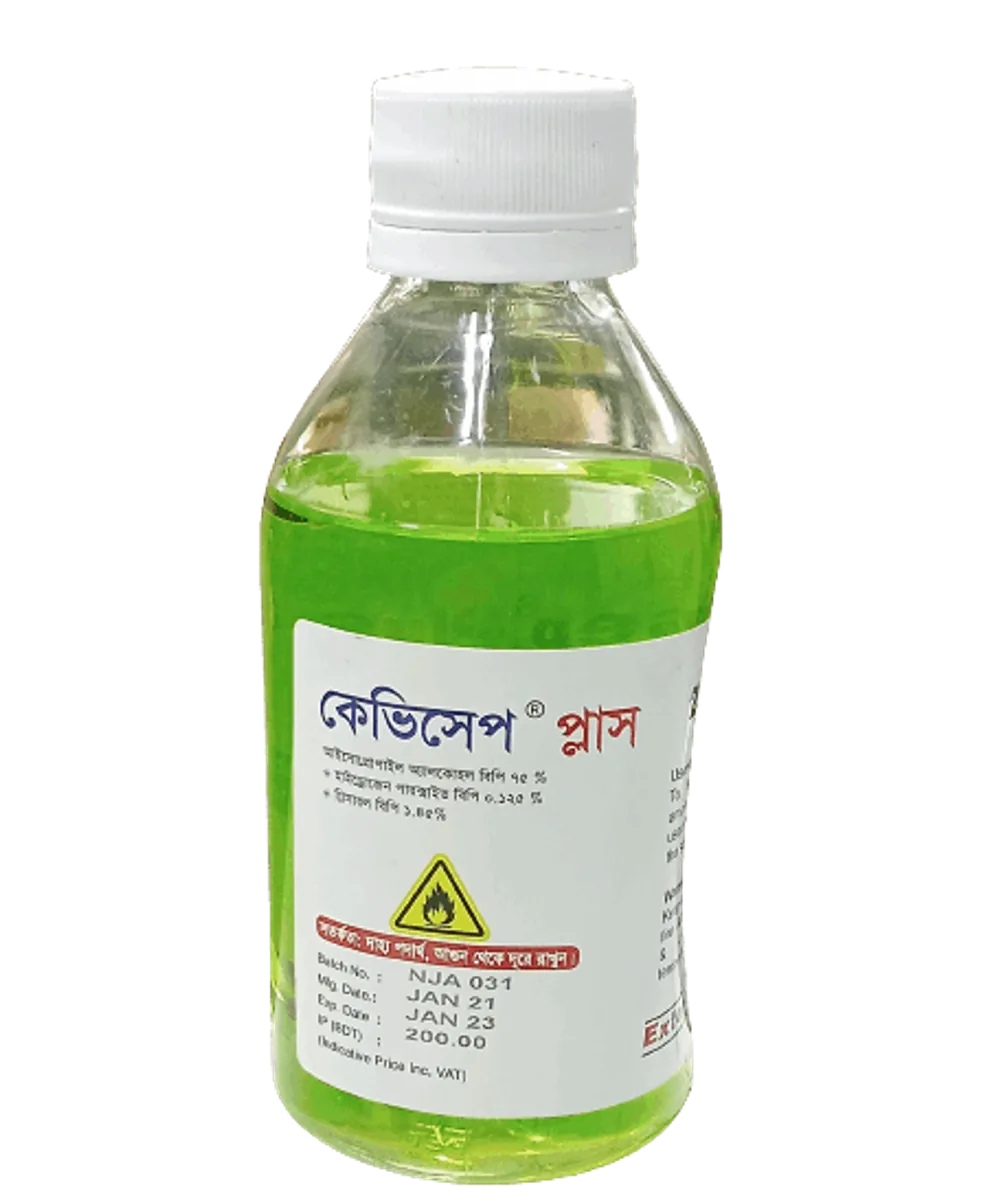 কেভিসেপ ® প্লাস
আইসোপ্রোপাইল অ্যালকোহল বিপি ৭৫ %
+ হাইড্রোজেন পারক্সাইড বিপি ০.১২৫ %
+ গ্লিসারল বিপি ১.৪৫%
সতর্কতা: দাহ্য পদার্থ, আগুন থেকে দূরে রাখুন।
Batch No. : NJA 031
Mfg. Date.: JAN 21
Exp. Date : JAN 23
IP (BDT) : 200.00
(Indicative Price Inc. VAT)
To
&